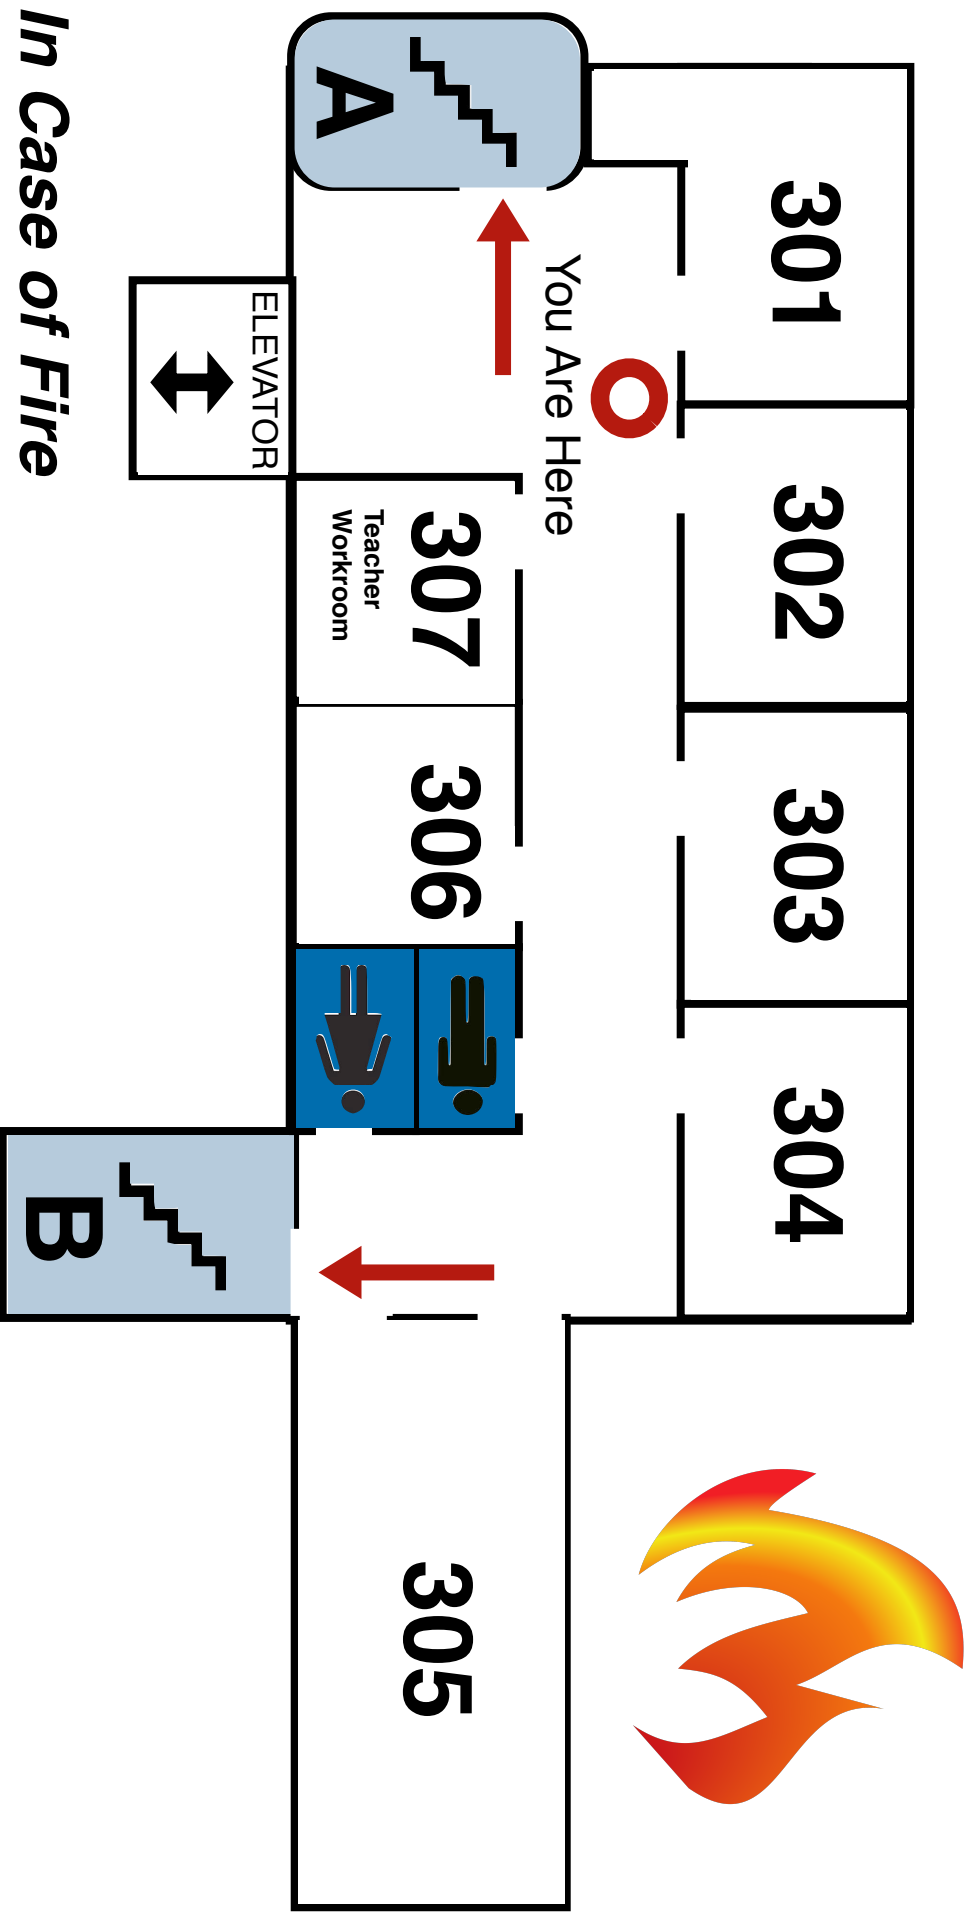 301
302
303
304
You Are Here
A
307
Teacher
Workroom
306
305
ELEVATOR
B
In Case of Fire